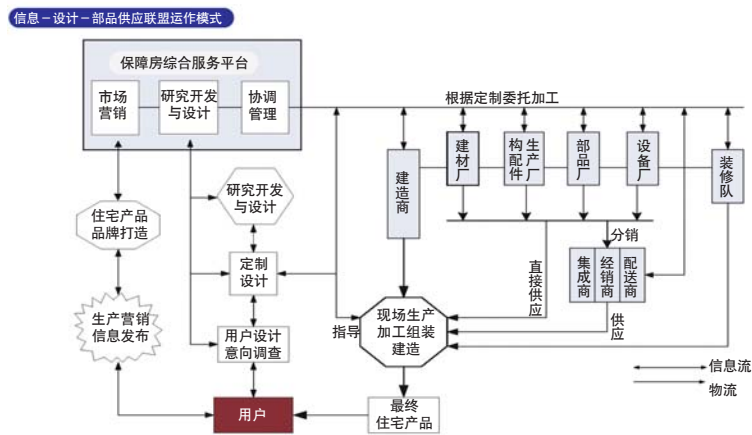 信息－设计－部品供应联盟运作模式
保障房综合服务平台
市场
营销
研究开发
与设计
协调
管理
根据定制委托加工
建造商
建材厂
构配件
生产厂
部品厂
设备厂
装修队
研究开发
与设计
住宅产品
品牌打造
定制
设计
分销
集成商
经销商
配送商
直接供应
供应
生产营销
信息发布
用户设计
意向调查
指导
现场生产
加工组装
建造
信息流
物流
用户
最终
住宅产品